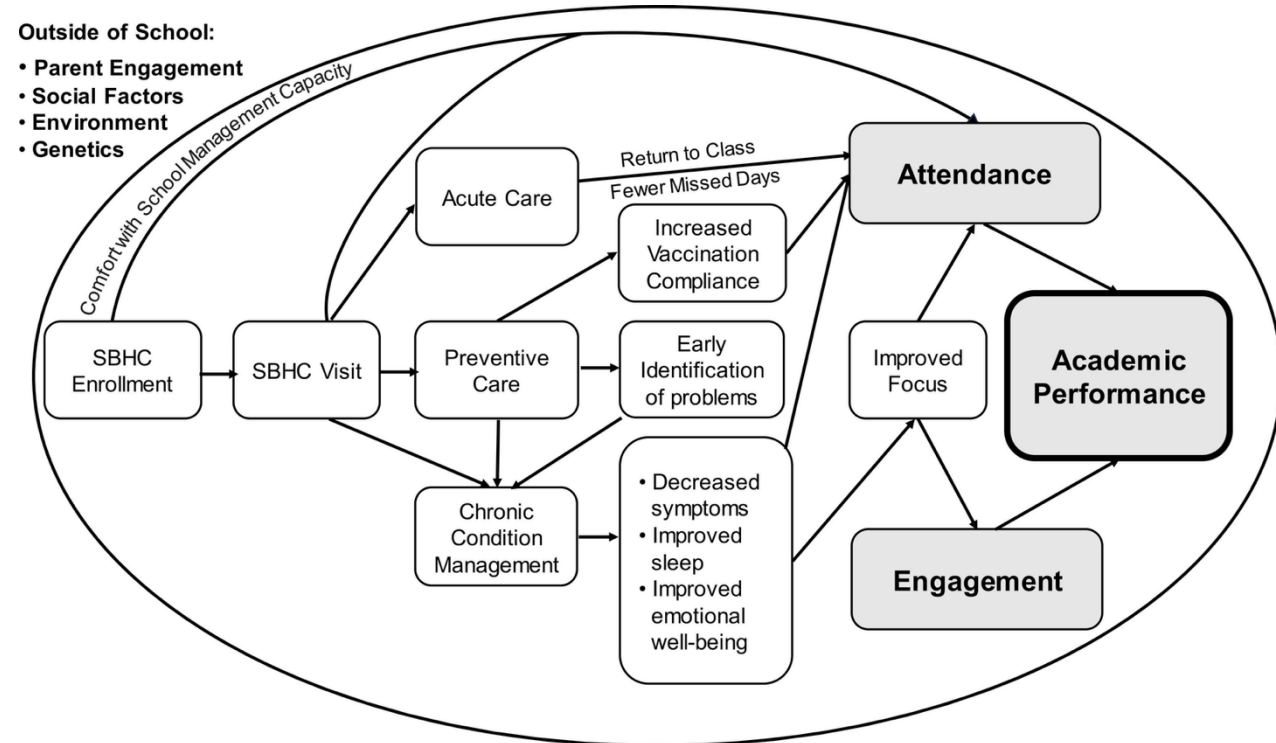 Outside of School:
• Parent Engagement
• Social Factors
• Environment
• Genetics
Comfort with School Management Capacity
Return to Class
Fewer Missed Days
Attendance
Acute Care
Increased
Vaccination
Compliance
SBHC
Enrollment
SBHC Visit
Preventive
Care
Early
Identification
of problems
Improved
Focus
Academic
Performance
Chronic
Condition
Management
• Decreased
symptoms
• Improved
sleep
• Improved
emotional
well-being
Engagement